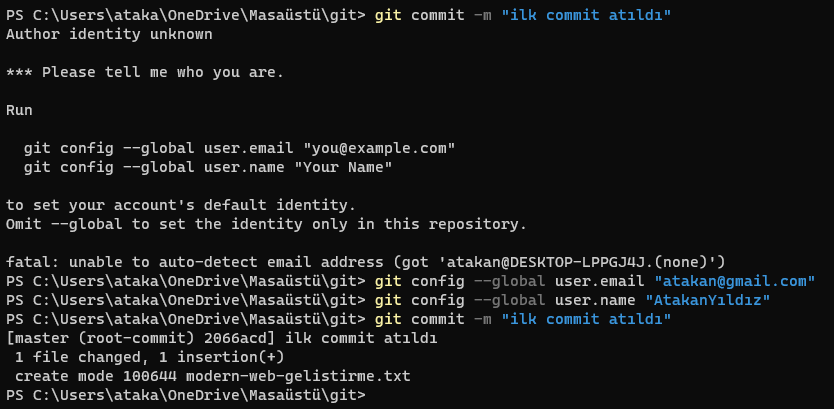 PS C:\Users\ataka\OneDrive\Masaüstü\git> git commit -m "ilk commit atıldı"
Author identity unknown
*** Please tell me who you are.
Run
git config --global user.email "you@example.com"
git config --global user.name "Your Name"
to set your account's default identity.
Omit --global to set the identity only in this repository.
fatal: unable to auto-detect email address (got 'atakan@DESKTOP-LPPGJ4J.(none)')
PS C:\Users\ataka\OneDrive\Masaüstü\git> git config --global user.email "atakan@gmail.com"
PS C:\Users\ataka\OneDrive\Masaüstü\git> git config --global user.name "AtakanYıldız"
PS C:\Users\ataka\OneDrive\Masaüstü\git> git commit -m "ilk commit atıldı"
[master (root-commit) 2066acd] ilk commit atıldı
1 file changed, 1 insertion(+)
create mode 100644 modern-web-gelistirme.txt
PS C:\Users\ataka\OneDrive\Masaüstü\git>